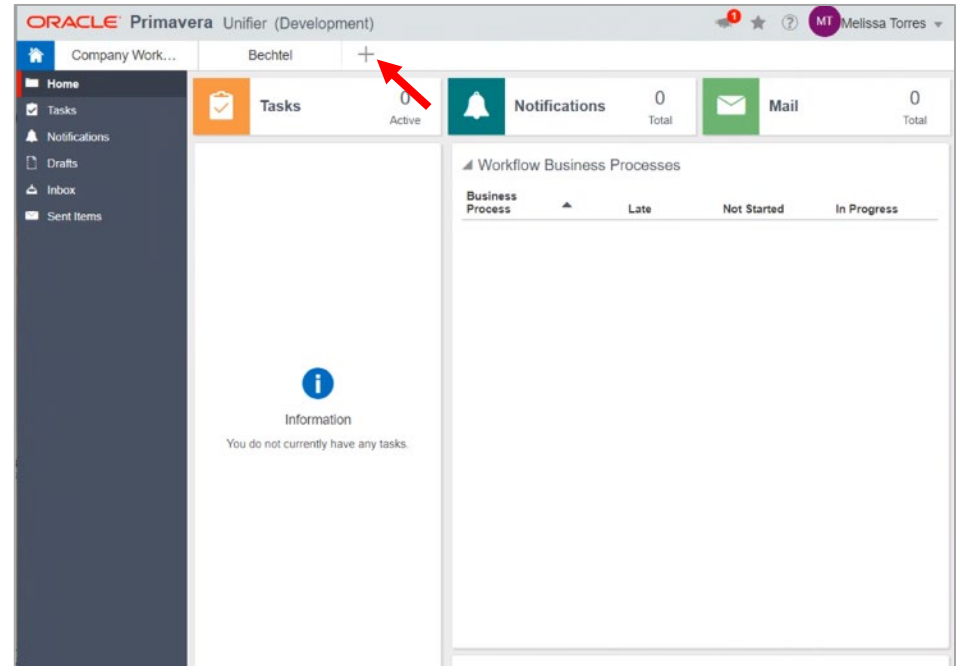 ORACLE Primavera Unifier (Development)
1
MT Melissa Torres
Company Work...
Bechtel
Home
Tasks
Notifications
Drafts
Inbox
Sent Items
Tasks
0
Active
Notifications
0
Total
Mail
0
Total
Workflow Business Processes
Business
Process
Late
Not Started
In Progress
Information
You do not currently have any tasks.